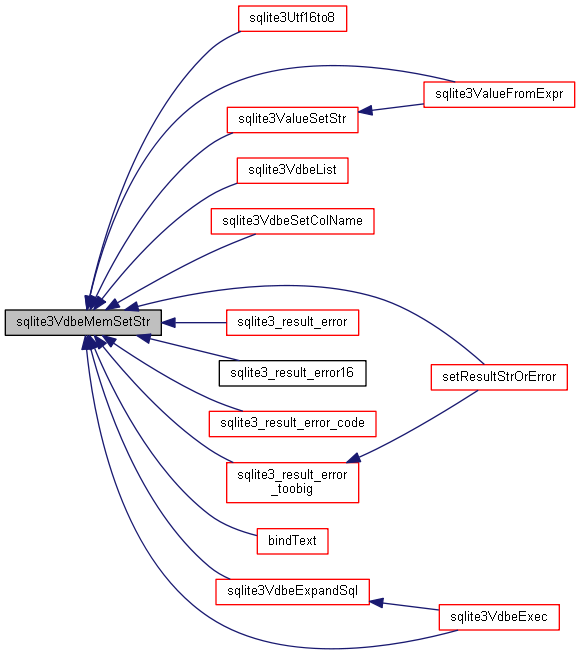 sqlite3Utf16to8
sqlite3ValueFromExpr
sqlite3ValueSetStr
sqlite3VdbeList
sqlite3VdbeSetColName
sqlite3VdbeMemSetStr
sqlite3_result_error
sqlite3_result_error16
setResultStrOrError
sqlite3_result_error_code
sqlite3_result_error
_toobig
bindText
sqlite3VdbeExpandSql
sqlite3VdbeExec